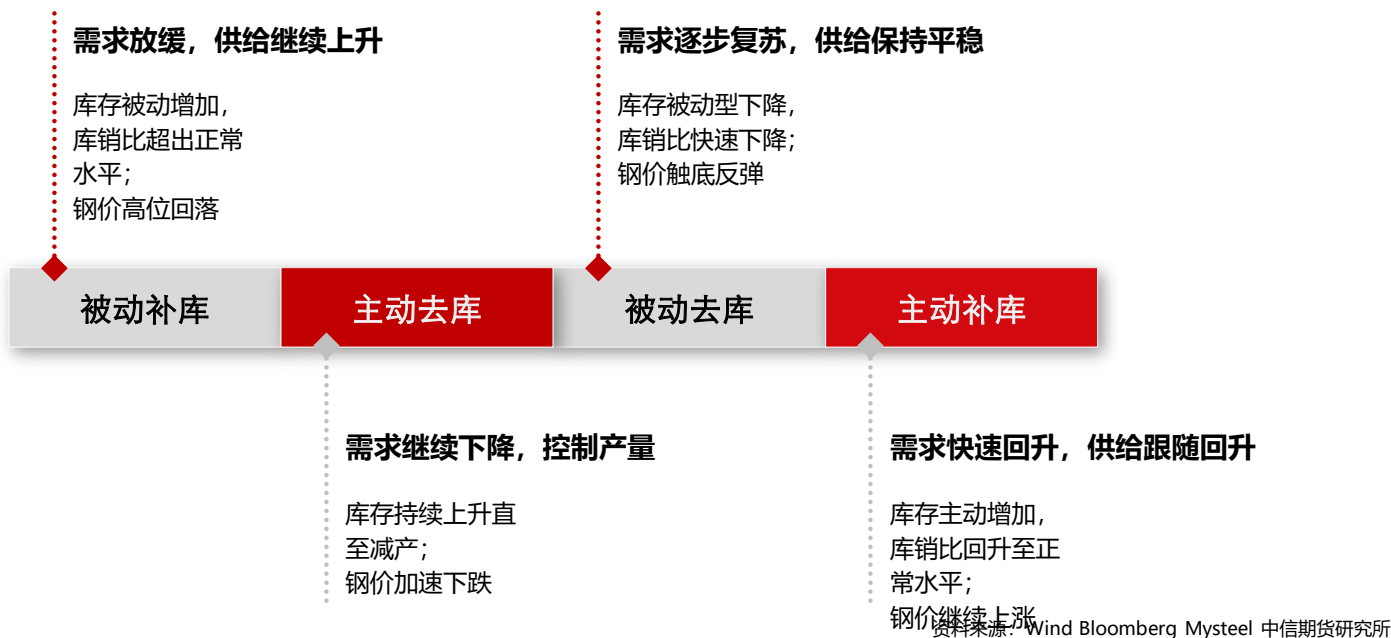 需求放缓，供给继续上升
库存被动增加，
库销比超出正常
水平；
钢价高位回落
需求逐步复苏，供给保持平稳
库存被动型下降，
库销比快速下降；
钢价触底反弹
被动补库
主动去库
被动去库
主动补库
需求继续下降，控制产量
库存持续上升直
至减产；
钢价加速下跌
需求快速回升，供给跟随回升
库存主动增加，
库销比回升至正
常水平；
钢价继续上涨
资料来源：Wind Bloomberg Mysteel 中信期货研究所